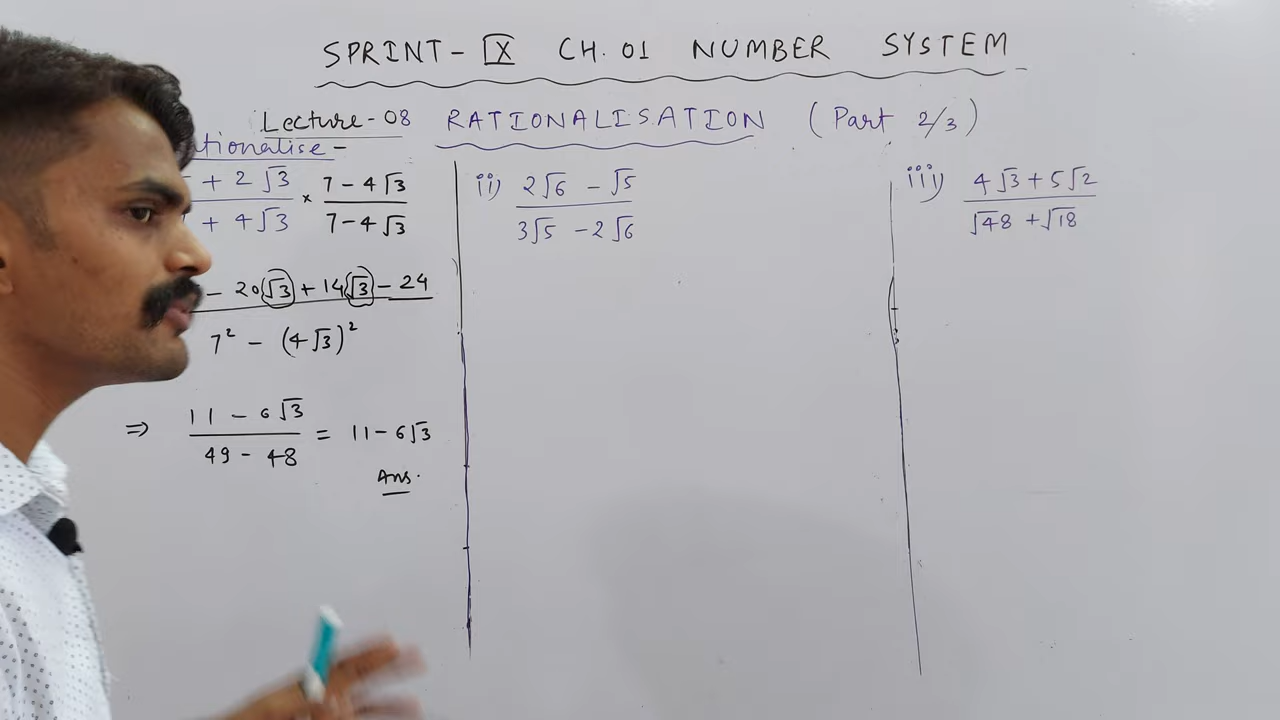 SPRINT-IX CH.01 NUMBER SYSTEM
Lecture-08 RATIONALISATION (Part 2/3)
tionalise-
+ 2√3 / + 4√3 × 7-4√3 / 7-4√3
- 20√3 + 14√3 - 24
7² - (4√3)²
⇒ 11 - 6√3 / 49 - 48 = 11-6√3
Ans.
ii) 2√6 - √5 / 3√5 - 2√6
iii) 4√3 + 5√2 / √48 + √18